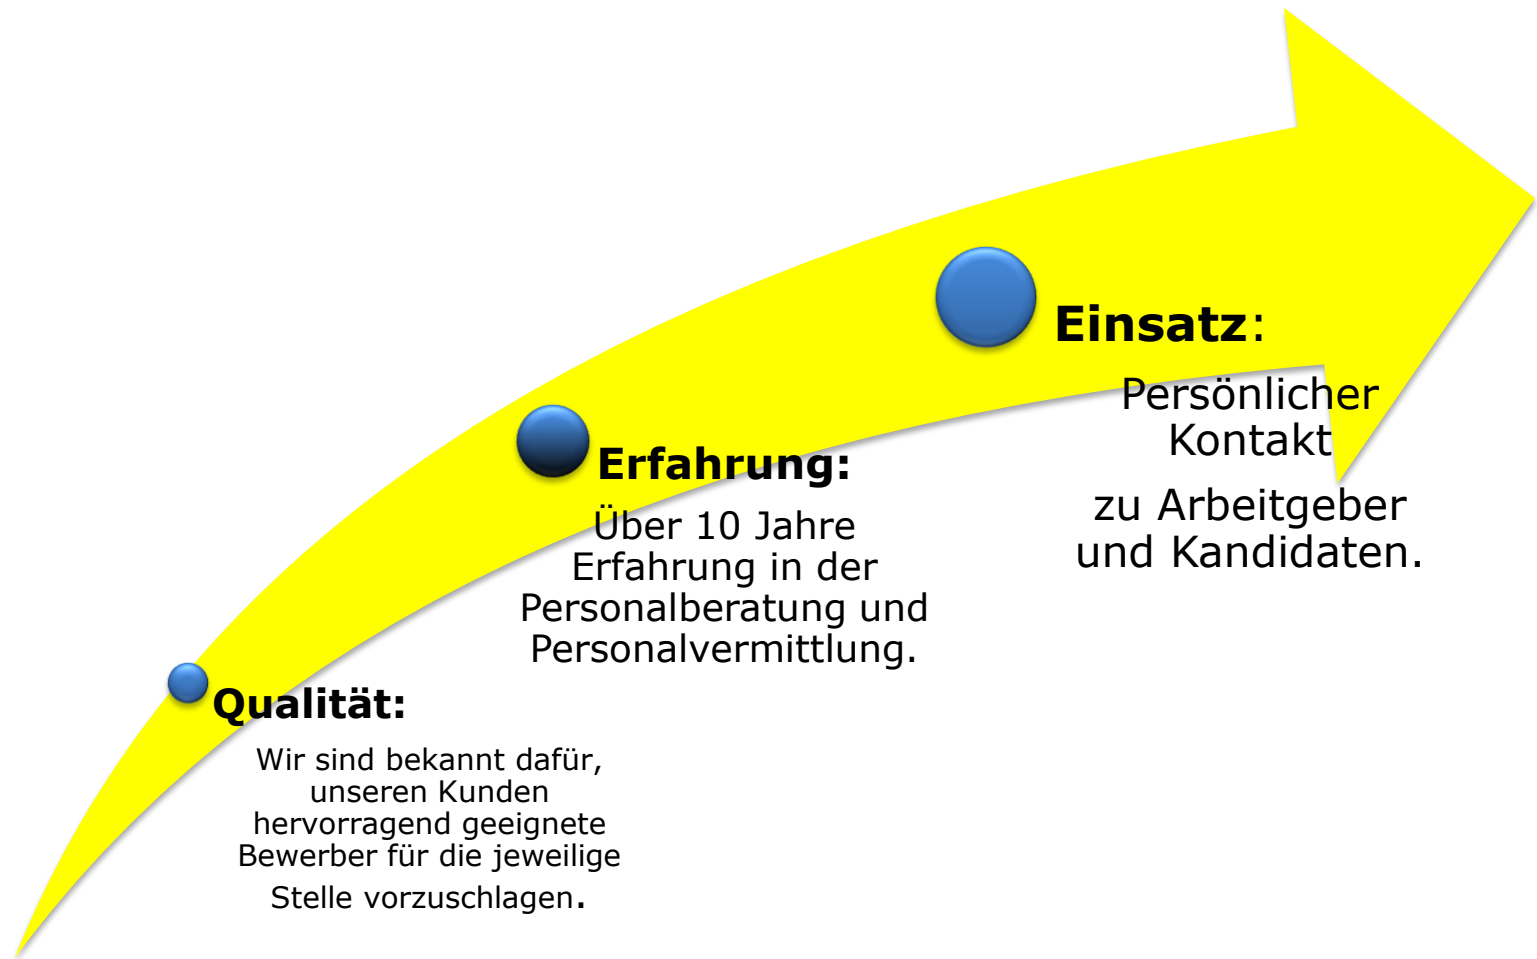 Einsatz:
Persönlicher
Kontakt
zu Arbeitgeber
und Kandidaten.
Erfahrung:
Über 10 Jahre
Erfahrung in der
Personalberatung und
Personalvermittlung.
Qualität:
Wir sind bekannt dafür,
unseren Kunden
hervorragend geeignete
Bewerber für die jeweilige
Stelle vorzuschlagen.